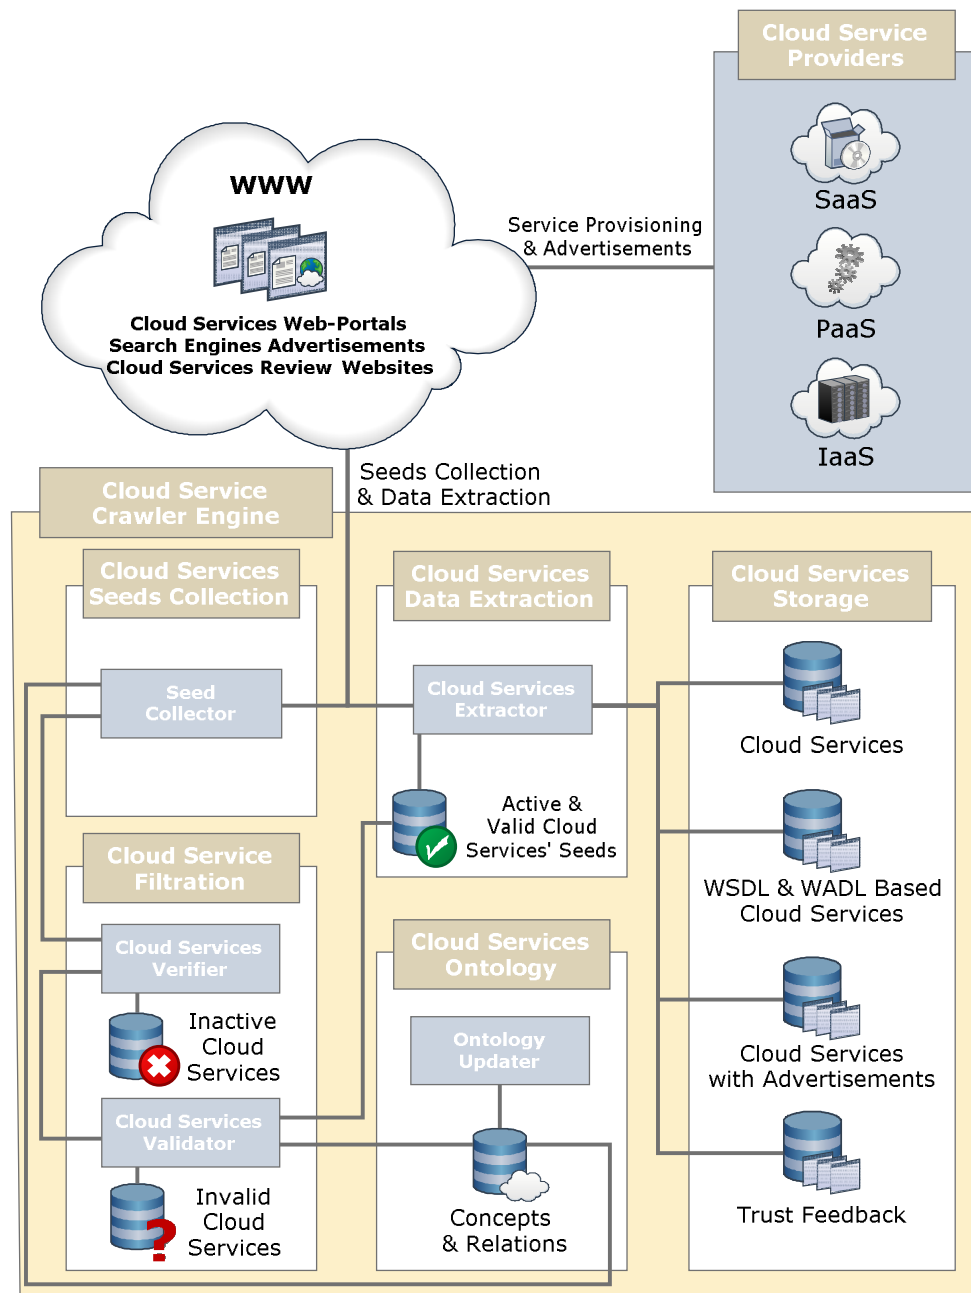 Cloud Service
Providers
SaaS
PaaS
IaaS
Service Provisioning
& Advertisements
WWW
Cloud Services Web-Portals
Search Engines Advertisements
Cloud Services Review Websites
Seeds Collection
& Data Extraction
Cloud Service
Crawler Engine
Cloud Services
Seeds Collection
Seed
Collector
Cloud Services
Data Extraction
Cloud Services
Extractor
Active &
Valid Cloud
Services' Seeds
Cloud Services
Storage
Cloud Services
WSDL & WADL Based
Cloud Services
Cloud Services
with Advertisements
Trust Feedback
Cloud Service
Filtration
Cloud Services
Verifier
Inactive
Cloud
Services
Cloud Services
Validator
Invalid
Cloud
Services
?
Cloud Services
Ontology
Ontology
Updater
Concepts
& Relations